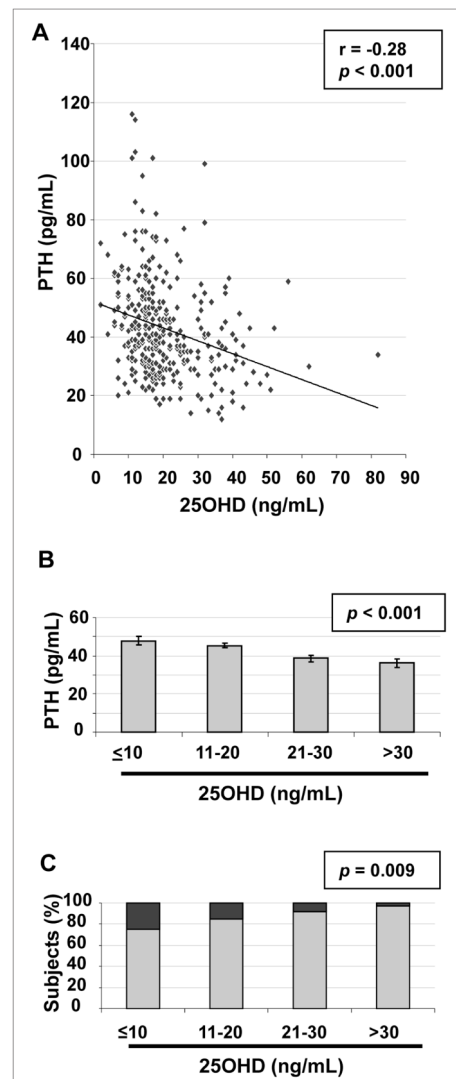 A
r = -0.28
p < 0.001
140
120
100
80
60
40
20
0
PTH (pg/mL)
0 10 20 30 40 50 60 70 80 90
25OHD (ng/mL)
B
p < 0.001
60
40
20
0
PTH (pg/mL)
≤10 11-20 21-30 >30
25OHD (ng/mL)
C
p = 0.009
100
80
60
40
20
0
Subjects (%)
≤10 11-20 21-30 >30
25OHD (ng/mL)